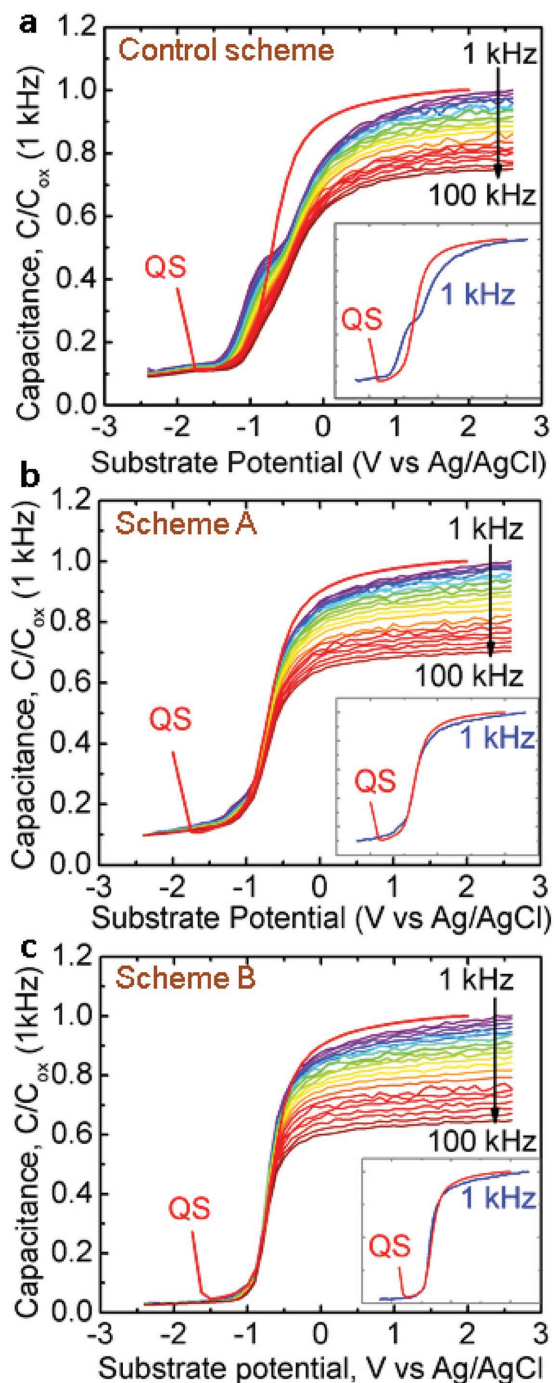 a
Control scheme
1 kHz
100 kHz
QS
QS
1 kHz
Capacitance, C/C_ox (1 kHz)
1.2
1.0
0.8
0.6
0.4
0.2
0.0
-3 -2 -1 0 1 2 3
Substrate Potential (V vs Ag/AgCl)
b
Scheme A
1 kHz
100 kHz
QS
1 kHz
QS
Capacitance, C/C_ox (1 kHz)
1.2
1.0
0.8
0.6
0.4
0.2
0.0
-3 -2 -1 0 1 2 3
Substrate Potential (V vs Ag/AgCl)
c
Scheme B
1 kHz
100 kHz
QS
1 kHz
QS
Capacitance, C/C_ox (1kHz)
1.2
1.0
0.8
0.6
0.4
0.2
0.0
-3 -2 -1 0 1 2 3
Substrate potential, V vs Ag/AgCl